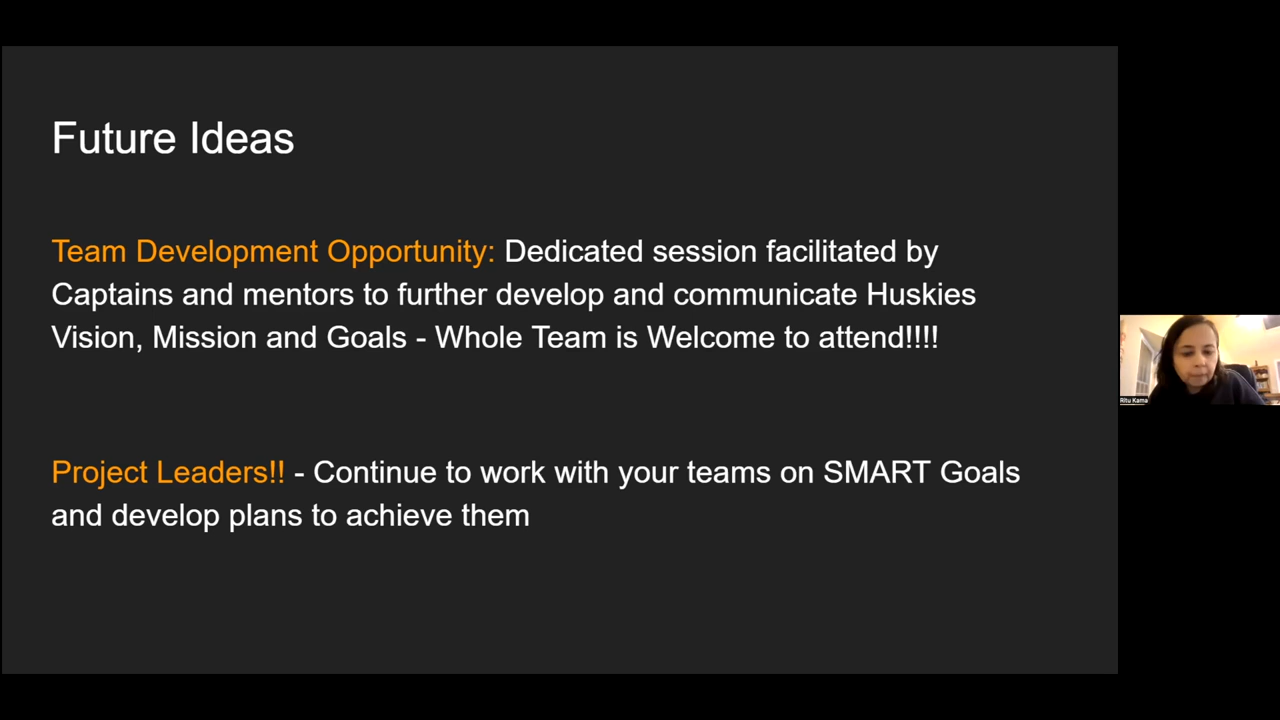 Future Ideas
Team Development Opportunity: Dedicated session facilitated by
Captains and mentors to further develop and communicate Huskies
Vision, Mission and Goals - Whole Team is Welcome to attend!!!!
Project Leaders!! - Continue to work with your teams on SMART Goals
and develop plans to achieve them
Ritu Kama